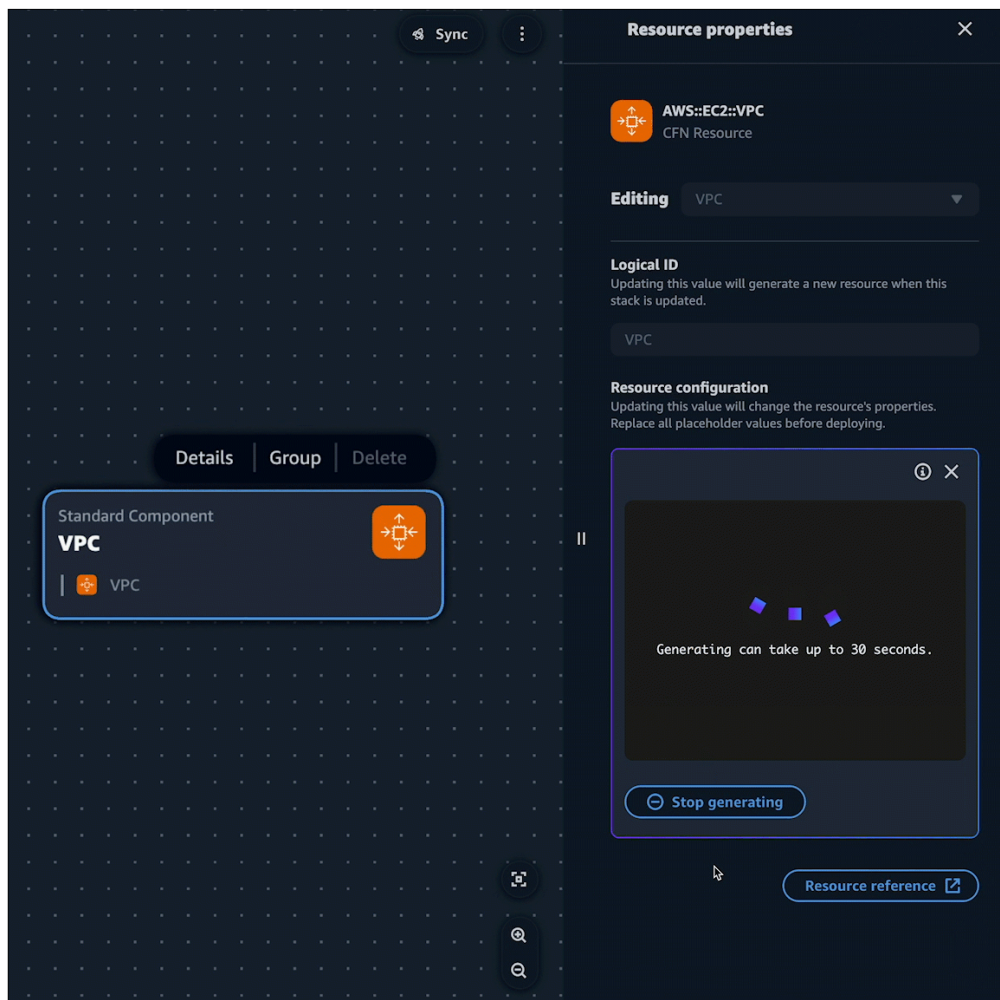 Sync
Resource properties
AWS::EC2::VPC
CFN Resource
Editing
VPC
Logical ID
Updating this value will generate a new resource when this
stack is updated.
VPC
Resource configuration
Updating this value will change the resource's properties.
Replace all placeholder values before deploying.
Details
Group
Delete
Standard Component
VPC
VPC
Generating can take up to 30 seconds.
Stop generating
Resource reference